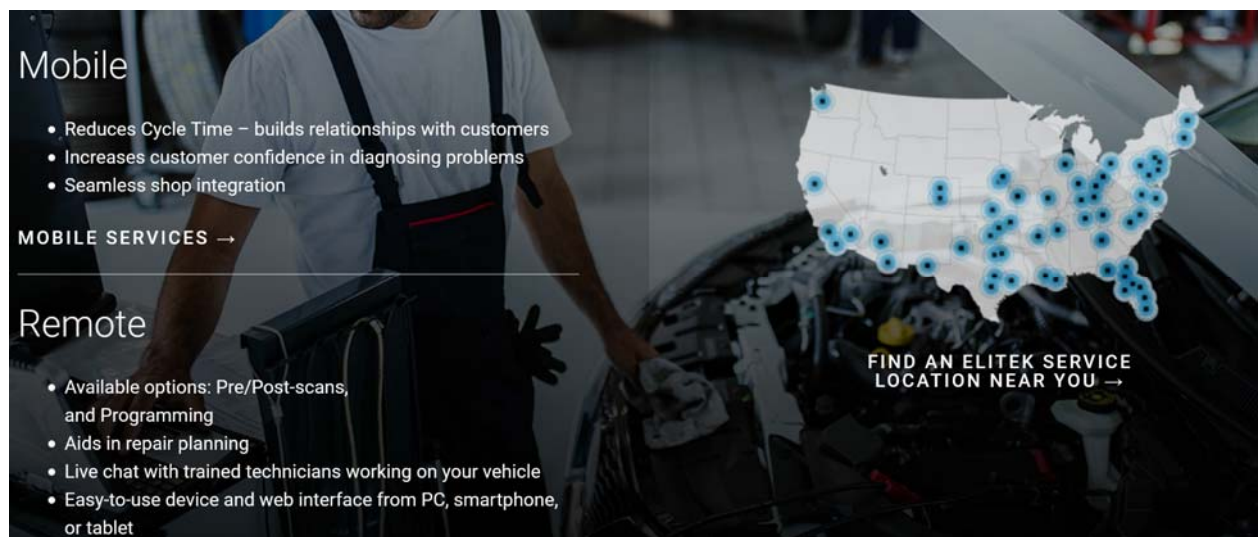 Mobile
• Reduces Cycle Time – builds relationships with customers
• Increases customer confidence in diagnosing problems
• Seamless shop integration
MOBILE SERVICES →
Remote
• Available options: Pre/Post-scans,
and Programming
• Aids in repair planning
• Live chat with trained technicians working on your vehicle
• Easy-to-use device and web interface from PC, smartphone,
or tablet
FIND AN ELITEK SERVICE
LOCATION NEAR YOU →